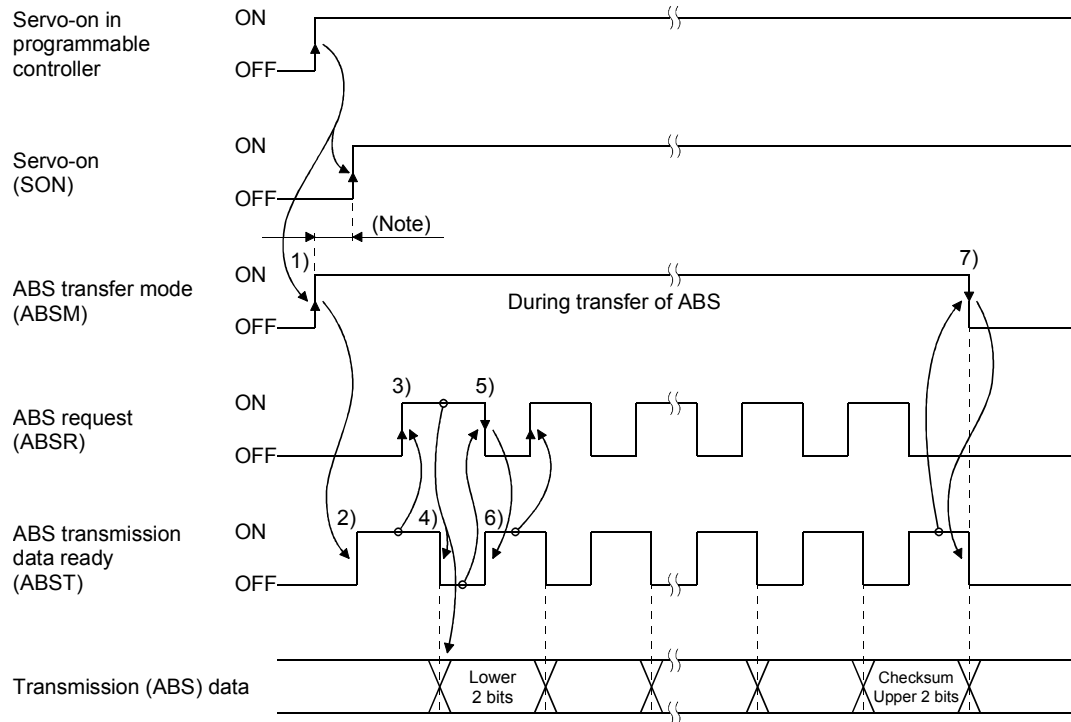 Servo-on in
programmable
controller
ON
OFF
Servo-on
(SON)
ON
OFF
(Note)
ABS transfer mode
(ABSM)
ON
OFF
1)
During transfer of ABS
7)
ABS request
(ABSR)
ON
OFF
3)
5)
ABS transmission
data ready
(ABST)
ON
OFF
2)
4)
6)
Transmission (ABS) data
Lower
2 bits
Checksum
Upper 2 bits